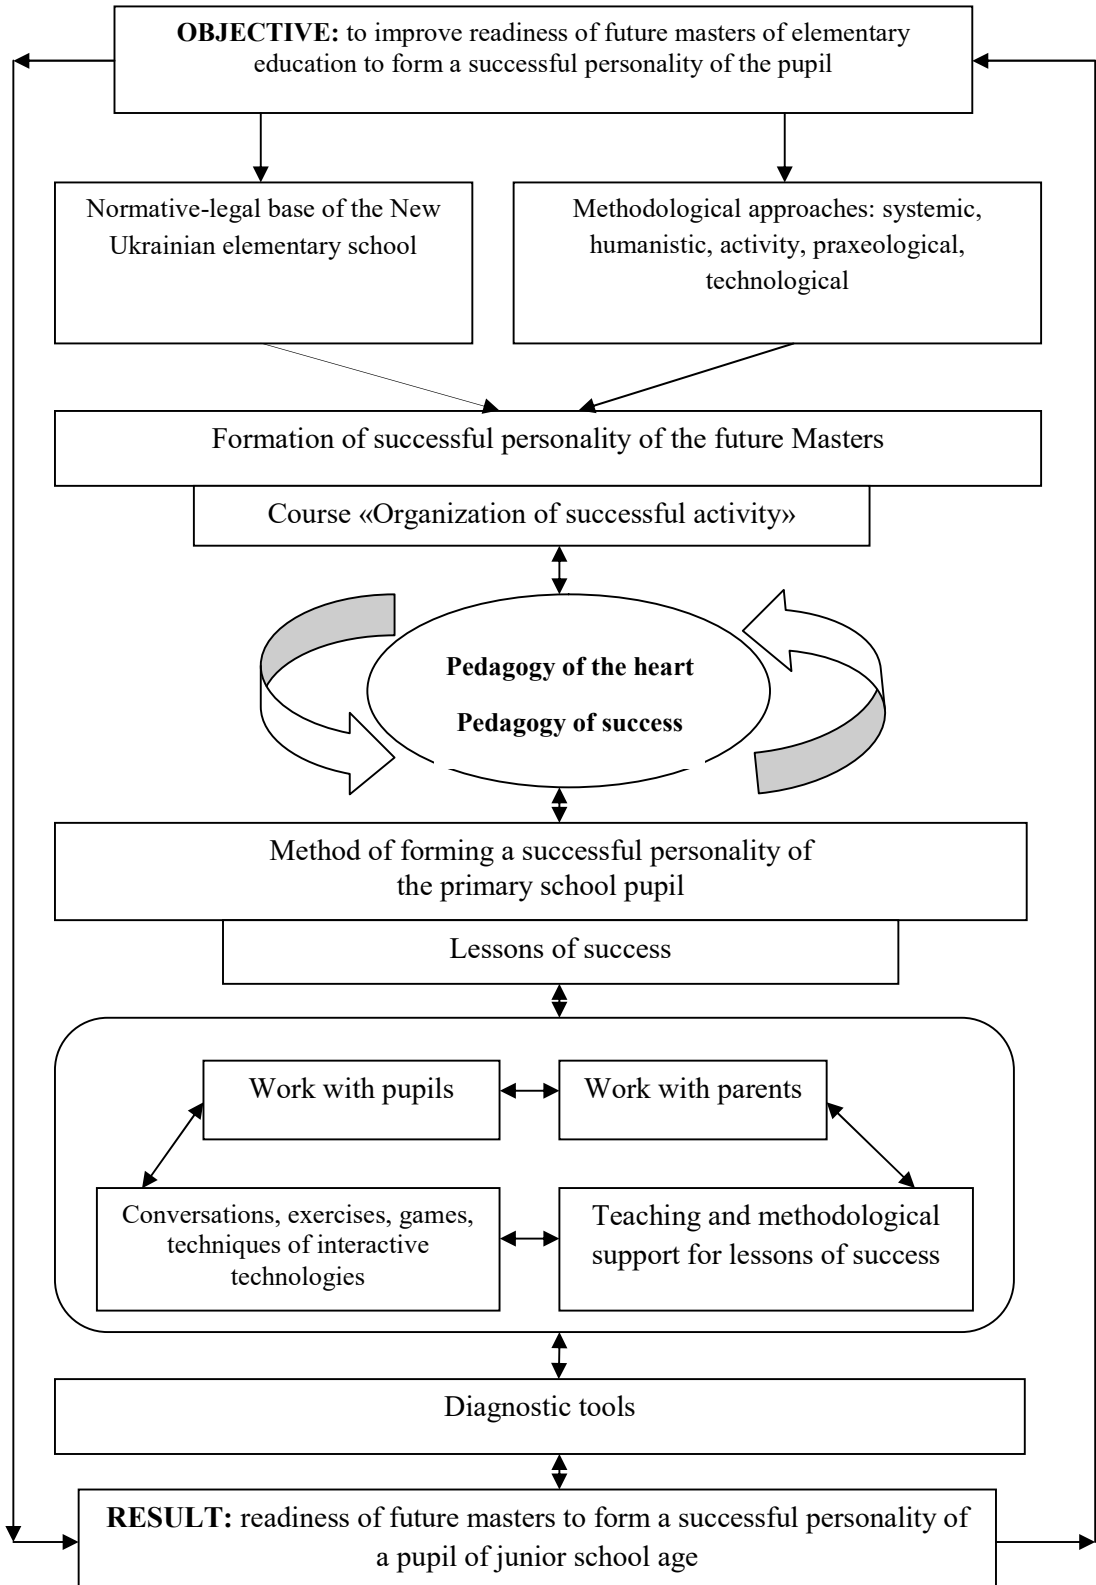 OBJECTIVE: to improve readiness of future masters of elementary
education to form a successful personality of the pupil
Normative-legal base of the New
Ukrainian elementary school
Methodological approaches: systemic,
humanistic, activity, praxeological,
technological
Formation of successful personality of the future Masters
Course «Organization of successful activity»
Pedagogy of the heart
Pedagogy of success
Method of forming a successful personality of
the primary school pupil
Lessons of success
Work with pupils
Work with parents
Conversations, exercises, games,
techniques of interactive
technologies
Teaching and methodological
support for lessons of success
Diagnostic tools
RESULT: readiness of future masters to form a successful personality of
a pupil of junior school age